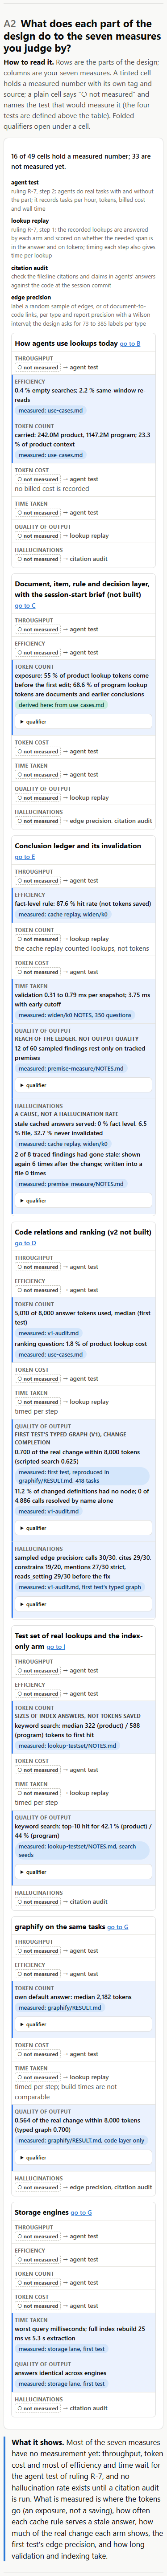 A2 What does each part of the
design do to the seven measures
you judge by?
How to read it. Rows are the parts of the design;
columns are your seven measures. A tinted cell
holds a measured number with its own tag and
source; a plain cell says "○ not measured" and
names the test that would measure it (the four
tests are defined above the table). Folded
qualifiers open under a cell.
16 of 49 cells hold a measured number; 33 are
not measured yet.
agent test
ruling R-7, step 2: agents do real tasks with and without
the part; it records tasks per hour, tokens, billed cost
and wall time
lookup replay
ruling R-7, step 1: the recorded lookups are answered
by each arm and scored on whether the needed span is
in the answer and on tokens; timing each step also gives
time per lookup
citation audit
check the file:line citations and claims in agents' answers
against the code at the session commit
edge precision
label a random sample of edges, or of document-to-
code links, per type and report precision with a Wilson
interval; the design asks for 73 to 385 labels per type
How agents use lookups today go to B
THROUGHPUT
○ not measured → agent test
EFFICIENCY
0.4 % empty searches; 2.2 % same-window re-
reads
measured: use-cases.md
TOKEN COUNT
carried: 242.0M product, 1147.2M program; 23.3
% of product context
measured: use-cases.md
TOKEN COST
○ not measured → agent test
no billed cost is recorded
TIME TAKEN
○ not measured → agent test
QUALITY OF OUTPUT
○ not measured → lookup replay
HALLUCINATIONS
○ not measured → citation audit
Document, item, rule and decision layer,
with the session-start brief (not built)
go to C
THROUGHPUT
○ not measured → agent test
EFFICIENCY
○ not measured → agent test
TOKEN COUNT
exposure: 55 % of product lookup tokens come
before the first edit; 68.6 % of program lookup
tokens are documents and earlier conclusions
derived here: from use-cases.md
▸ qualifier
TOKEN COST
○ not measured → agent test
TIME TAKEN
○ not measured → agent test
QUALITY OF OUTPUT
○ not measured → lookup replay
HALLUCINATIONS
○ not measured → edge precision. citation audit
Conclusion ledger and its invalidation
go to E
THROUGHPUT
○ not measured → agent test
EFFICIENCY
fact-level rule: 87.6 % hit rate (not tokens saved)
measured: cache replay, widen/k0
TOKEN COUNT
○ not measured → lookup replay
the cache replay counted lookups, not tokens
TOKEN COST
○ not measured → agent test
TIME TAKEN
validation 0.31 to 0.79 ms per snapshot; 3.75 ms
with early cutoff
measured: widen/k0 NOTES, 350 questions
QUALITY OF OUTPUT
REACH OF THE LEDGER, NOT OUTPUT QUALITY
12 of 60 sampled findings rest only on tracked
premises
measured: premise-measure/NOTES.md
▸ qualifier
HALLUCINATIONS
A CAUSE, NOT A HALLUCINATION RATE
stale cached answers served: 0 % fact level, 6.5
% file, 32.7 % never invalidated
measured: cache replay, widen/k0
2 of 8 traced findings had gone stale; shown
again 6 times after the change; written into a
file 0 times
measured: premise-measure/NOTES.md
▸ qualifier
Code relations and ranking (v2 not built)
go to D
THROUGHPUT
○ not measured → agent test
EFFICIENCY
○ not measured → agent test
TOKEN COUNT
5,010 of 8,000 answer tokens used, median (first
test)
measured: v1-audit.md
ranking question: 1.8 % of product lookup cost
measured: use-cases.md
TOKEN COST
○ not measured → agent test
TIME TAKEN
○ not measured → lookup replay
timed per step
QUALITY OF OUTPUT
FIRST TEST'S TYPED GRAPH (V1), CHANGE
COMPLETION
0.700 of the real change within 8,000 tokens
(scripted search 0.625)
measured: first test, reproduced in
graphify/RESULT.md, 418 tasks
11.2 % of changed definitions had no node; 0 of
4,886 calls resolved by name alone
measured: v1-audit.md
▸ qualifier
HALLUCINATIONS
sampled edge precision: calls 30/30, cites 29/30,
constrains 19/20, mentions 27/30 strict,
reads_setting 29/30 before the fix
measured: v1-audit.md, first test's typed graph
▸ qualifier
Test set of real lookups and the index-
only arm go to I
THROUGHPUT
○ not measured → agent test
EFFICIENCY
○ not measured → agent test
TOKEN COUNT
SIZES OF INDEX ANSWERS, NOT TOKENS SAVED
keyword search: median 322 (product) / 588
(program) tokens to first hit
measured: lookup-testset/NOTES.md
TOKEN COST
○ not measured → agent test
TIME TAKEN
○ not measured → lookup replay
timed per step
QUALITY OF OUTPUT
keyword search: top-10 hit for 42.1 % (product) /
44 % (program)
measured: lookup-testset/NOTES.md, search
seeds
▸ qualifier
HALLUCINATIONS
○ not measured → citation audit
graphify on the same tasks go to G
THROUGHPUT
○ not measured → agent test
EFFICIENCY
○ not measured → agent test
TOKEN COUNT
own default answer: median 2,182 tokens
measured: graphify/RESULT.md
▸ qualifier
TOKEN COST
○ not measured → agent test
TIME TAKEN
○ not measured → lookup replay
timed per step; build times are not
comparable
QUALITY OF OUTPUT
0.564 of the real change within 8,000 tokens
(typed graph 0.700)
measured: graphify/RESULT.md, code layer only
▸ qualifier
HALLUCINATIONS
○ not measured → edge precision. citation audit
Storage engines go to G
THROUGHPUT
○ not measured → agent test
EFFICIENCY
○ not measured → agent test
TOKEN COUNT
○ not measured → agent test
TOKEN COST
○ not measured → agent test
TIME TAKEN
worst query milliseconds; full index rebuild 25
ms vs 5.3 s extraction
measured: storage lane, first test
QUALITY OF OUTPUT
answers identical across engines
measured: storage lane, first test
HALLUCINATIONS
○ not measured → citation audit
What it shows. Most of the seven measures
have no measurement yet: throughput, token
cost and most of efficiency and time wait for
the agent test of ruling R-7, and no
hallucination rate exists until a citation audit
is run. What is measured is where the tokens
go (an exposure, not a saving), how often
each cache rule serves a stale answer, how
much of the real change each arm shows, the
first test's edge precision, and how long
validation and indexing take.